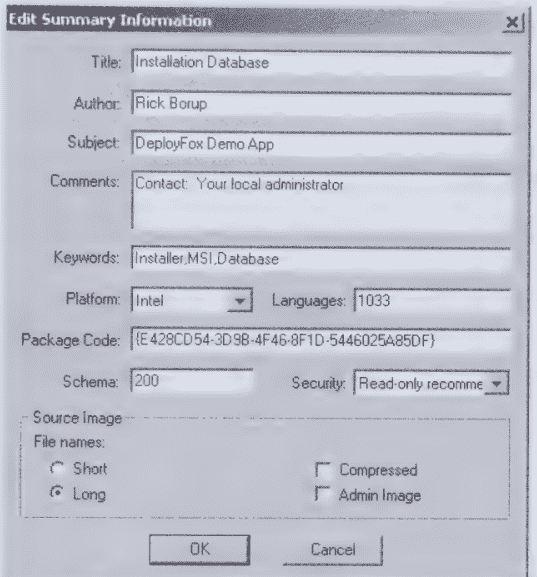 Edit Summary Information
Title: Installation Database
Author: Rick Borup
Subject: DeployFox Demo App
Comments: Contact: Your local administrator
Keywords: Installer,MSI,Database
Platform: Intel Languages: 1033
Package Code: {E428CD54-3D9B-4F46-8F1D-5446025A85DF}
Schema: 200 Security: Read-only recomme
Source Image
File names:
Short Compressed
Long Admin Image
OK Cancel